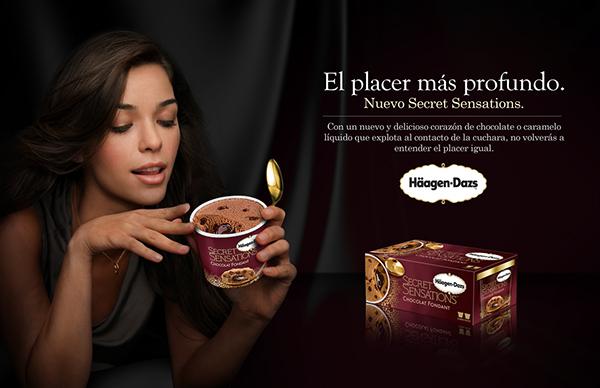 El placer más profundo.
Nuevo Secret Sensations.
Con un nuevo y delicioso corazón de chocolate o caramelo
líquido que explota al contacto de la cuchara, no volverás a
entender el placer igual.
Häagen-Dazs
Häagen-Dazs
SECRET
SENSATIONS
CHOCOLAT FONDANT
Häagen-Dazs
SECRET
SENSATIONS
CHOCOLAT FONDANT